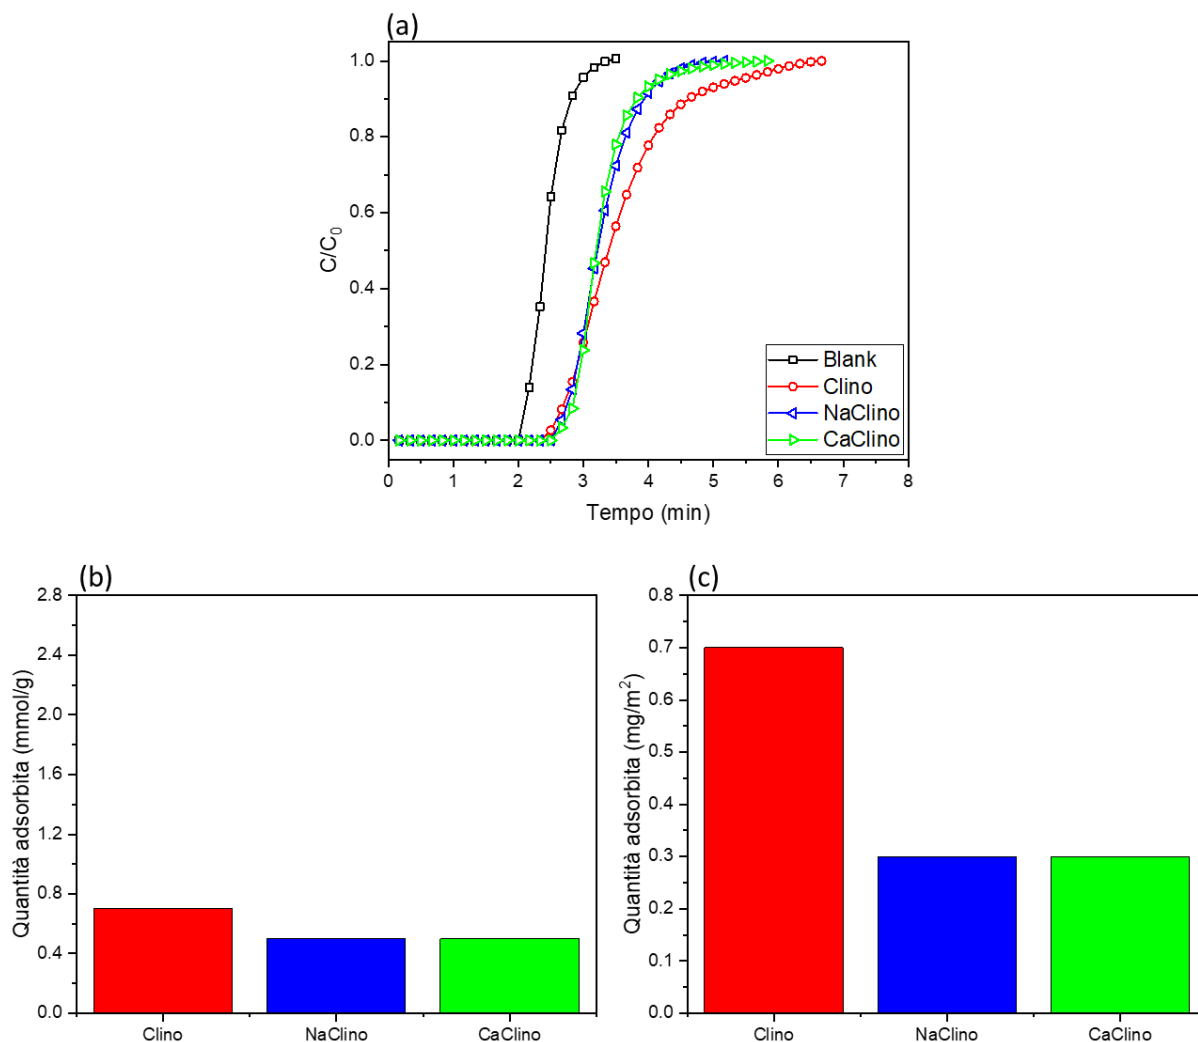 (a)
1.0
0.8
0.6
0.4
0.2
0.0
C/C₀
0 1 2 3 4 5 6 7 8
Tempo (min)
Blank
Clino
NaClino
CaClino
(b)
2.8
2.4
2.0
1.6
1.2
0.8
0.4
0.0
Quantità adsorbita (mmol/g)
Clino NaClino CaClino
(c)
0.8
0.7
0.6
0.5
0.4
0.3
0.2
0.1
0.0
Quantità adsorbita (mg/m²)
Clino NaClino CaClino